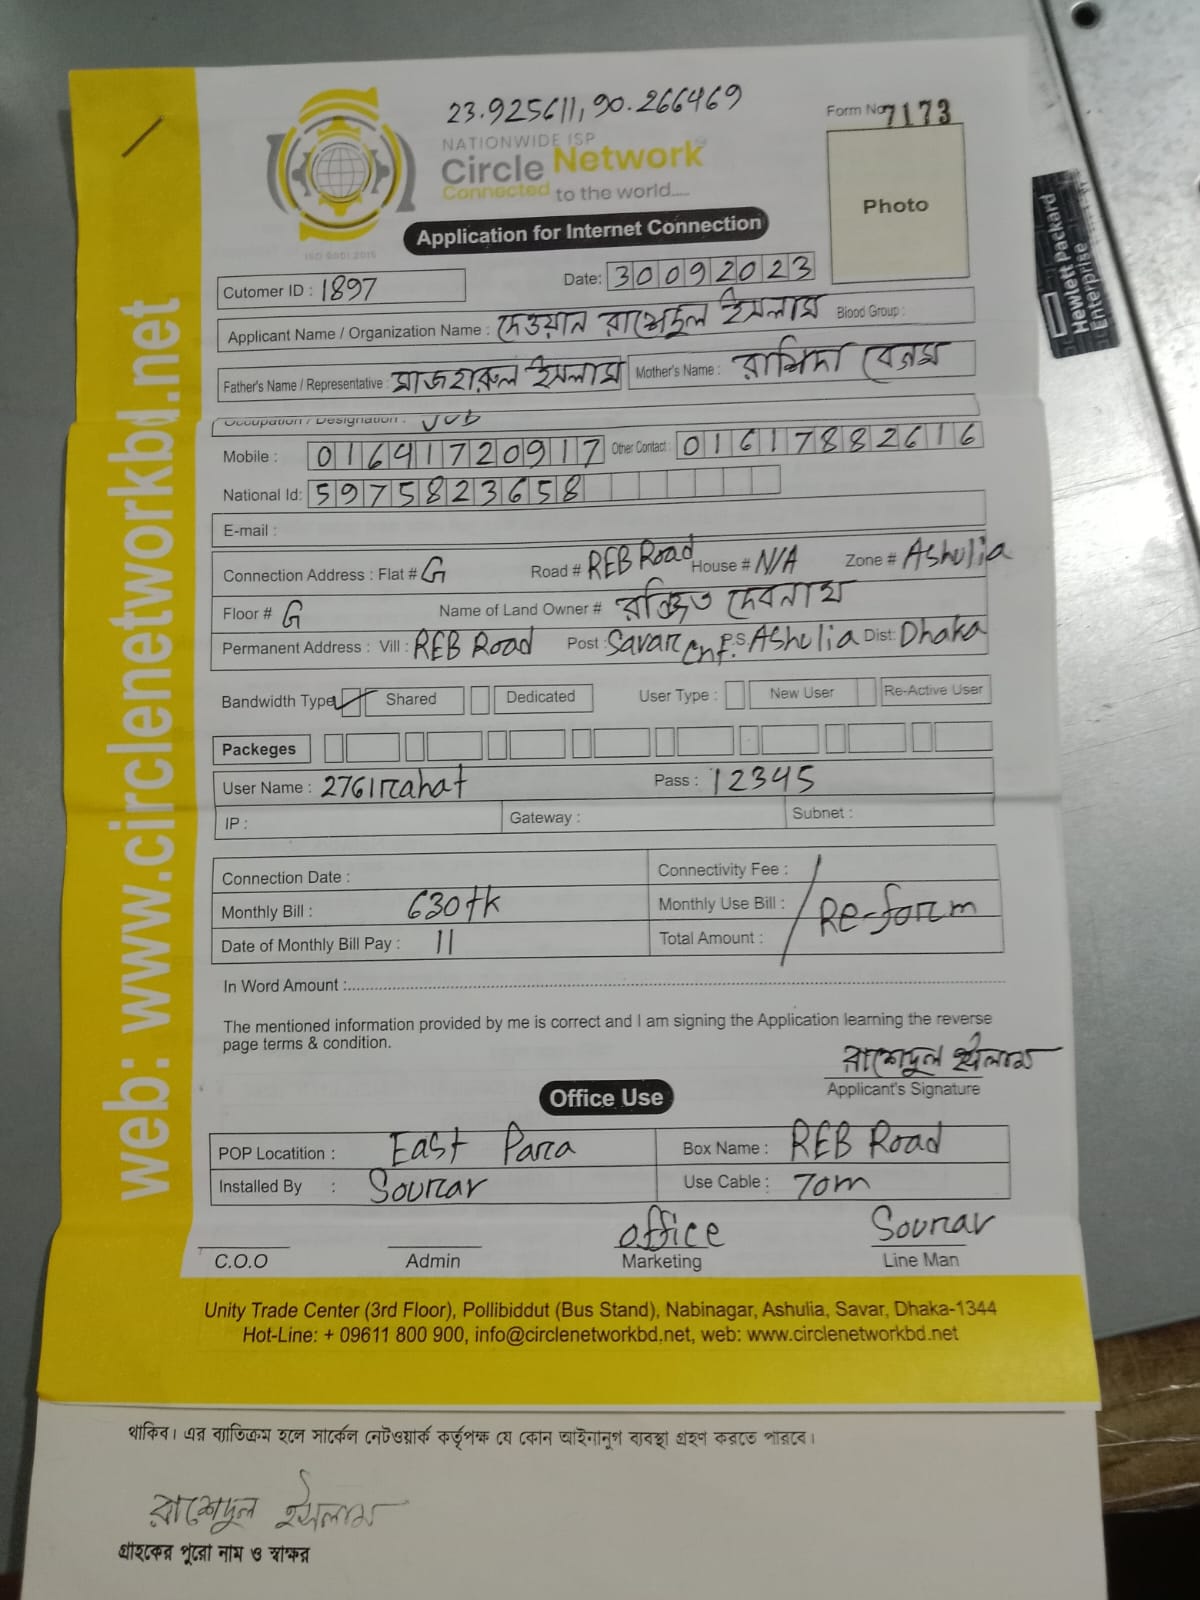 23.925611, 90.266469
Form No 7173
NATIONWIDE ISP
Circle Network
Connected to the world....
Photo
ISO 9001:2015
Application for Internet Connection
Cutomer ID : 1897 Date: 30092023
Applicant Name / Organization Name : দেওয়ান রাশেদুল ইসলাম Blood Group :
Father's Name / Representative : মাজহারুল ইসলাম Mother's Name : রাশিদা বেগম
Occupation / Designation : Job
Mobile : 01641720917 Other Contact : 01617882616
National Id: 5975823658
E-mail :
Connection Address : Flat # G Road # REB Road House # N/A Zone # Ashulia
Floor # G Name of Land Owner # রঞ্জিত দেবনাথ
Permanent Address : Vill : REB Road Post : Savar Cnt. P.S. Ashulia Dist: Dhaka
Bandwidth Type Shared Dedicated User Type : New User Re-Active User
Packeges
User Name : 2761rahat Pass : 12345
IP : Gateway : Subnet :
Connection Date : Connectivity Fee :
Monthly Bill : 630tk Monthly Use Bill : Re-form
Date of Monthly Bill Pay : 11 Total Amount :
In Word Amount :
The mentioned information provided by me is correct and I am signing the Application learning the reverse
page terms & condition.
রাশেদুল ইসলাম
Applicant's Signature
Office Use
POP Locatition : East Para Box Name : REB Road
Installed By : Sourav Use Cable : 70m
office Sourav
C.O.O Admin Marketing Line Man
Unity Trade Center (3rd Floor), Pollibiddut (Bus Stand), Nabinagar, Ashulia, Savar, Dhaka-1344
Hot-Line: + 09611 800 900, info@circlenetworkbd.net, web: www.circlenetworkbd.net
web: www.circlenetworkbd.net
থাকিব। এর ব্যাতিক্রম হলে সার্কেল নেটওয়ার্ক কর্তৃপক্ষ যে কোন আইনানুগ ব্যবস্থা গ্রহণ করতে পারবে।
রাশেদুল ইসলাম
গ্রাহকের পুরো নাম ও স্বাক্ষর
Hewlett Packard
Enterprise